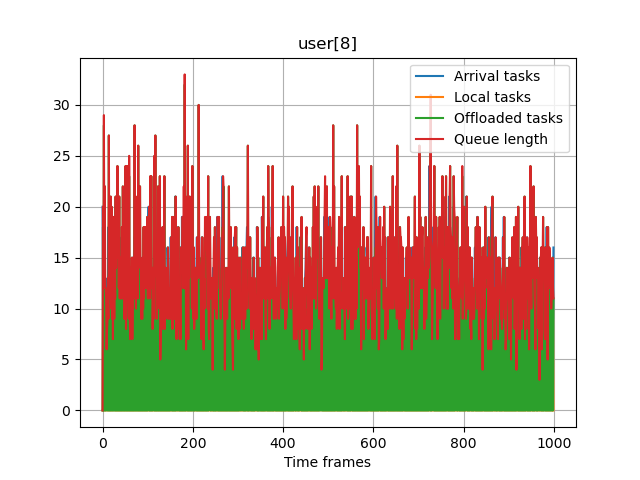 user[8]
Arrival tasks
Local tasks
Offloaded tasks
Queue length
30
25
20
15
10
5
0
0 200 400 600 800 1000
Time frames